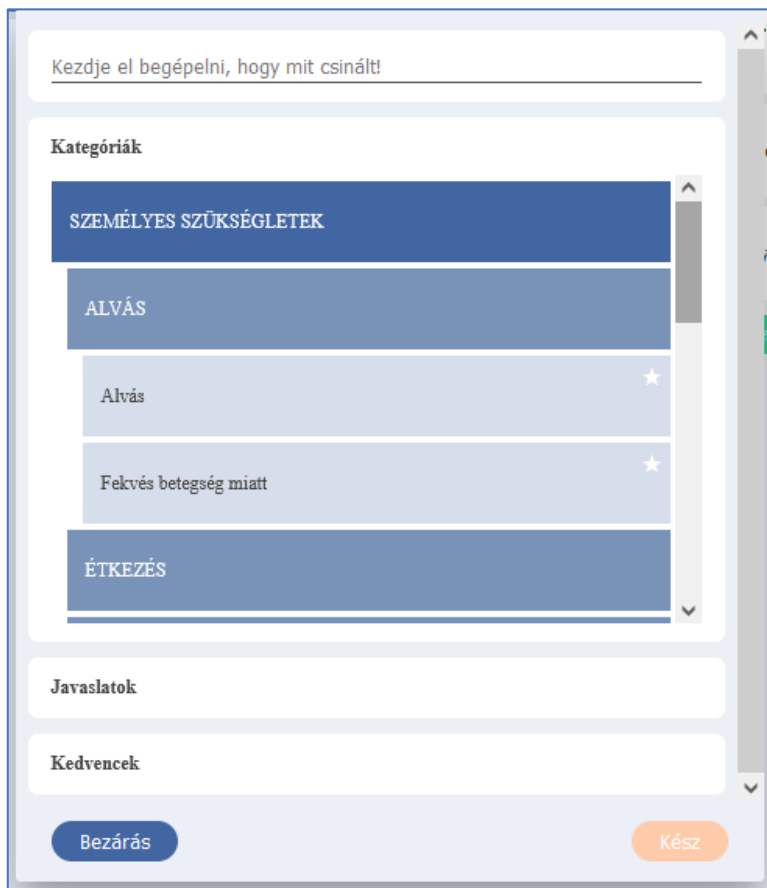 Kezdje el begépelni, hogy mit csinált!
Kategóriák
SZEMÉLYES SZÜKSÉGLETEK
ALVÁS
Alvás
Fekvés betegség miatt
ÉTKEZÉS
Javaslatok
Kedvencek
Bezárás
Kész